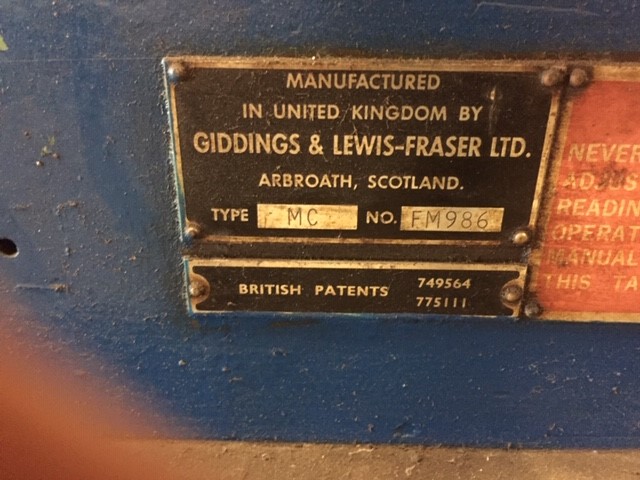 MANUFACTURED
IN UNITED KINGDOM BY
GIDDINGS & LEWIS-FRASER LTD.
ARBROATH, SCOTLAND.
TYPE MC NO. FM986
BRITISH PATENTS 749564
775111
NEVER
READIN
OPERAT
MANUAL
THIS TA